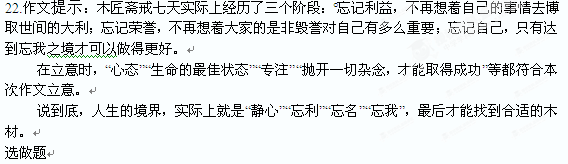 22.作文提示：木匠斋戒七天实际上经历了三个阶段：忘记利益，不再想着自己的事情去博
取世间的大利；忘记荣誉，不再想着大家的是非毁誉对自己有多么重要；忘记自己，只有达
到忘我之境才可以做得更好。
在立意时，“心态”“生命的最佳状态”“专注”“抛开一切杂念，才能取得成功”等都符合本
次作文立意。
说到底，人生的境界，实际上就是“静心”“忘利”“忘名”“忘我”，最后才能找到合适的木
材。
选做题